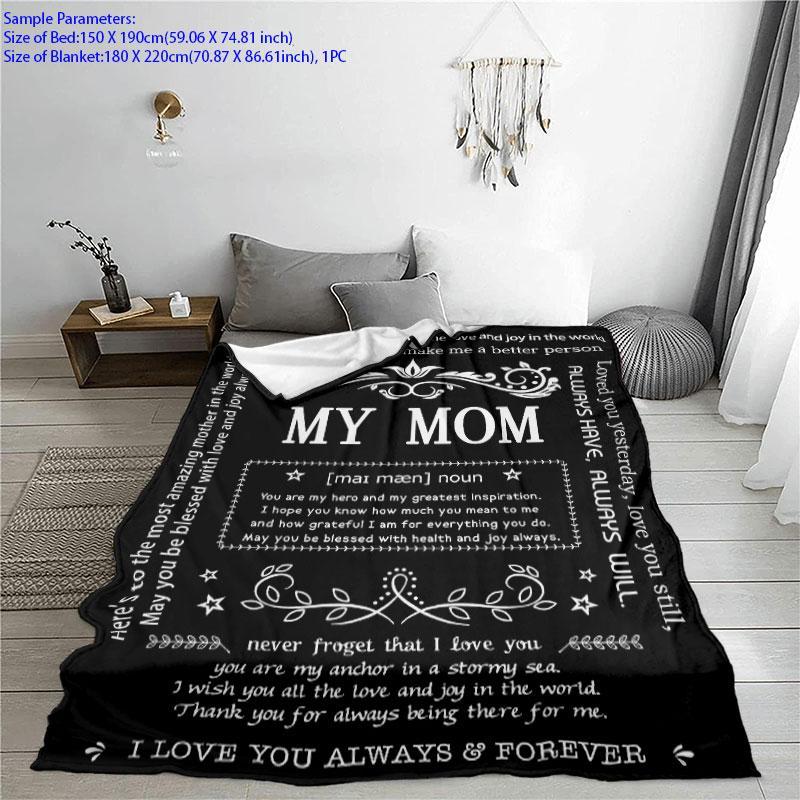 Sample Parameters:
Size of Bed:150 X 190cm(59.06 X 74.81 inch)
Size of Blanket:180 X 220cm(70.87 X 86.61inch), 1PC
love and joy in the world
make me a better person
MY MOM
[maɪ mæn] noun
You are my hero and my greatest inspiration.
I hope you know how much you mean to me
and how grateful I am for everything you do.
May you be blessed with health and joy always.
Here's to the most amazing mother in the world
May you be blessed with love and joy alw
Loved you yesterday, love you still,
ALWAYS HAVE, ALWAYS WILL.
never froget that I love you
you are my anchor in a stormy sea.
I wish you all the love and joy in the world.
Thank you for always being there for me.
I LOVE YOU ALWAYS & FOREVER